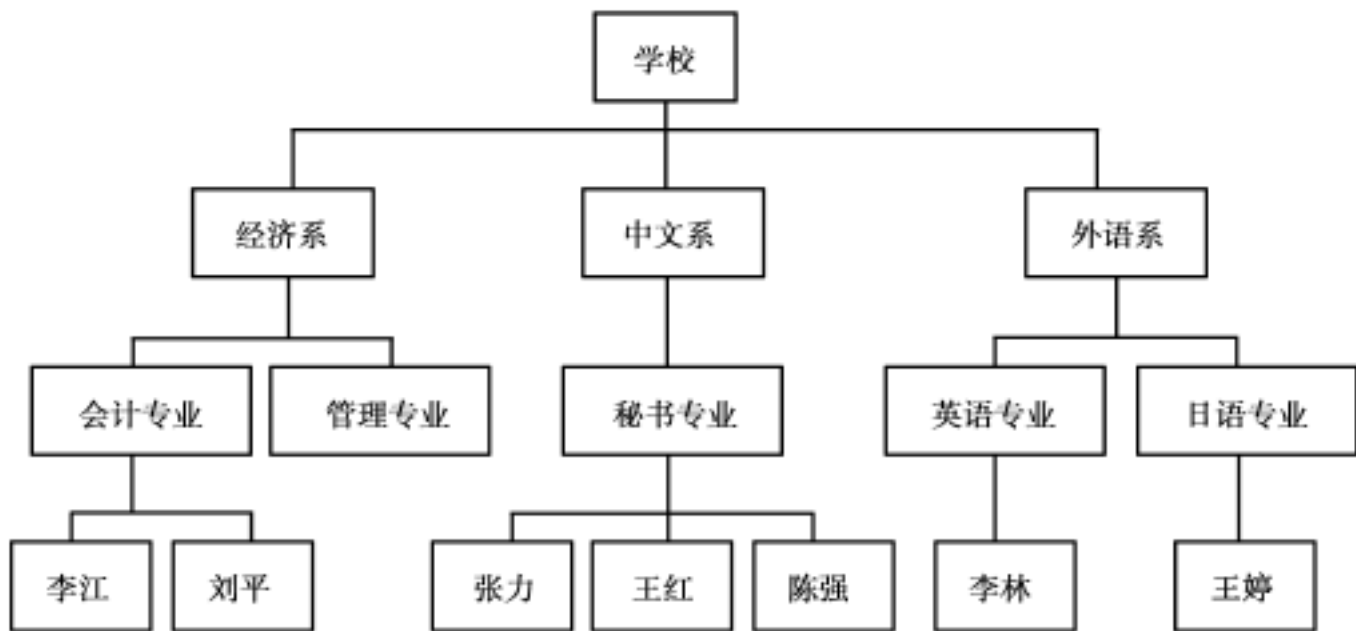 学校
经济系
中文系
外语系
会计专业
管理专业
秘书专业
英语专业
日语专业
李江
刘平
张力
王红
陈强
李林
王婷